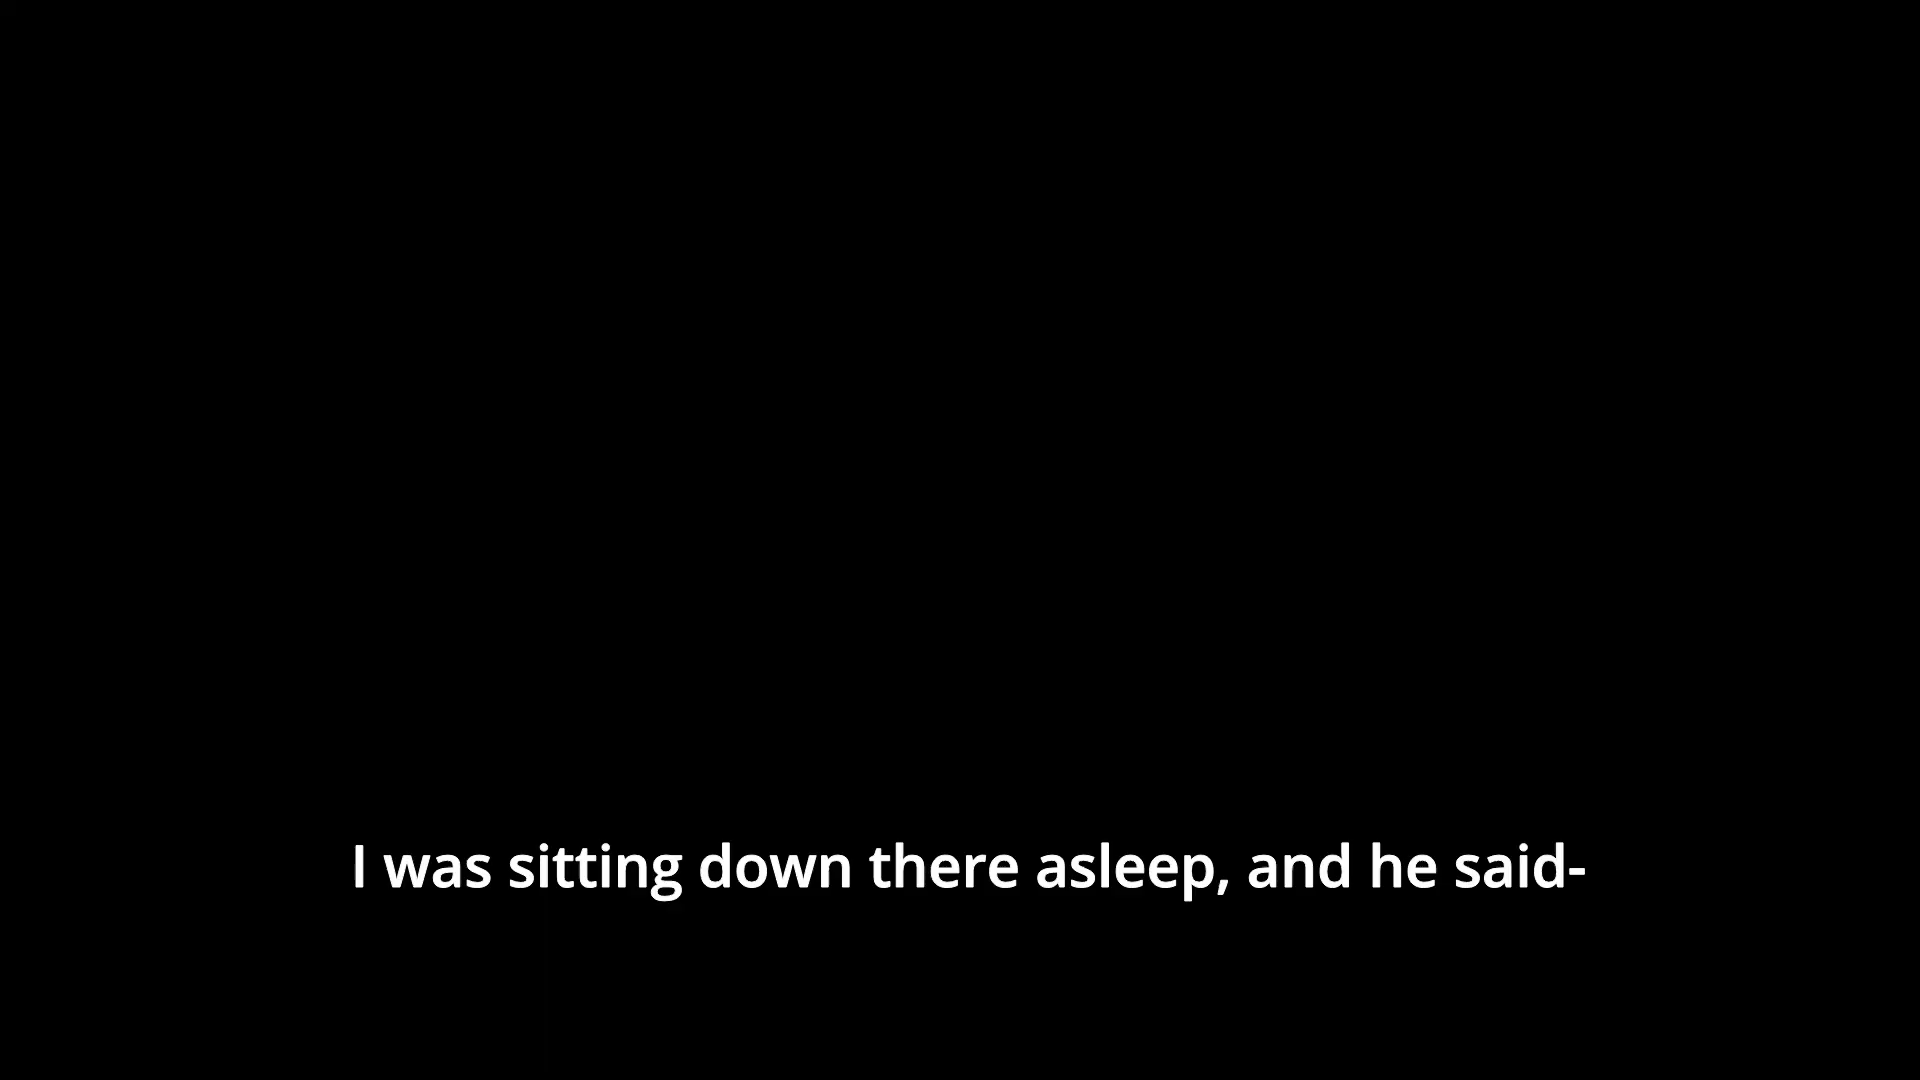 I was sitting down there asleep, and he said-